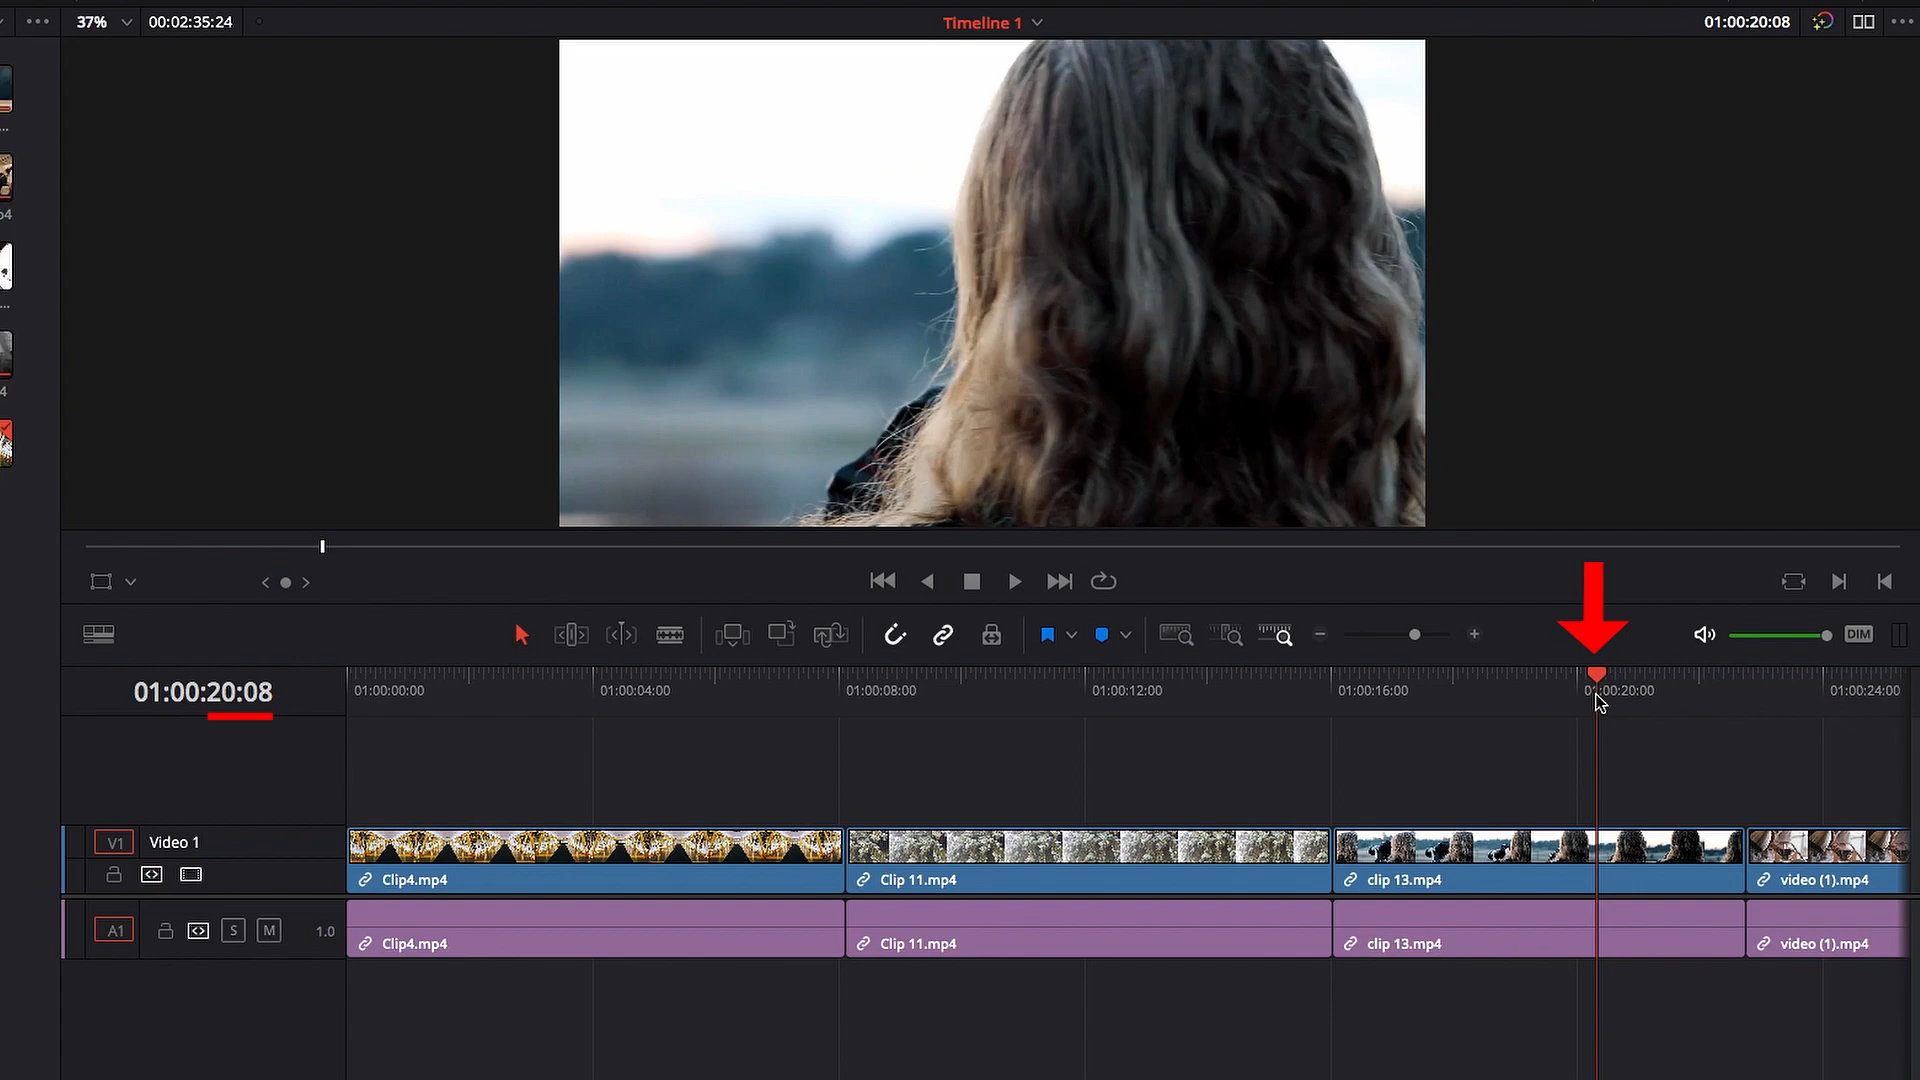 37% 00:02:35:24 Timeline 1 01:00:20:08
p4
4
DIM
01:00:20:08 01:00:00:00 01:00:04:00 01:00:08:00 01:00:12:00 01:00:16:00 01:00:20:00 01:00:24:00
V1 Video 1
Clip4.mp4 Clip 11.mp4 clip 13.mp4 video (1).mp4
A1 S M 1.0
Clip4.mp4 Clip 11.mp4 clip 13.mp4 video (1).mp4